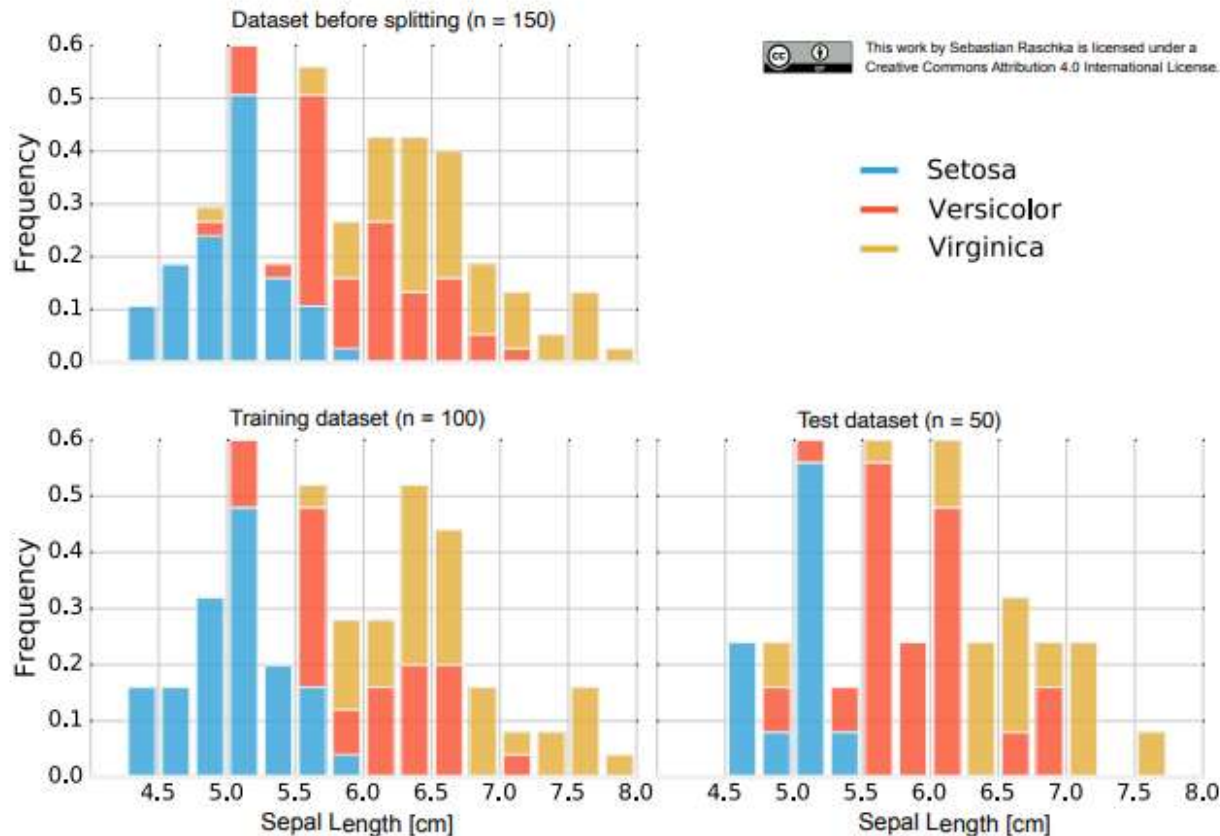 Dataset before splitting (n = 150)
This work by Sebastian Raschka is licensed under a
Creative Commons Attribution 4.0 International License.
cc
Setosa
Versicolor
Virginica
Frequency
0.6
0.5
0.4
0.3
0.2
0.1
0.0
Training dataset (n = 100)
Frequency
0.6
0.5
0.4
0.3
0.2
0.1
0.0
4.5 5.0 5.5 6.0 6.5 7.0 7.5 8.0
Sepal Length [cm]
Test dataset (n = 50)
4.5 5.0 5.5 6.0 6.5 7.0 7.5 8.0
Sepal Length [cm]